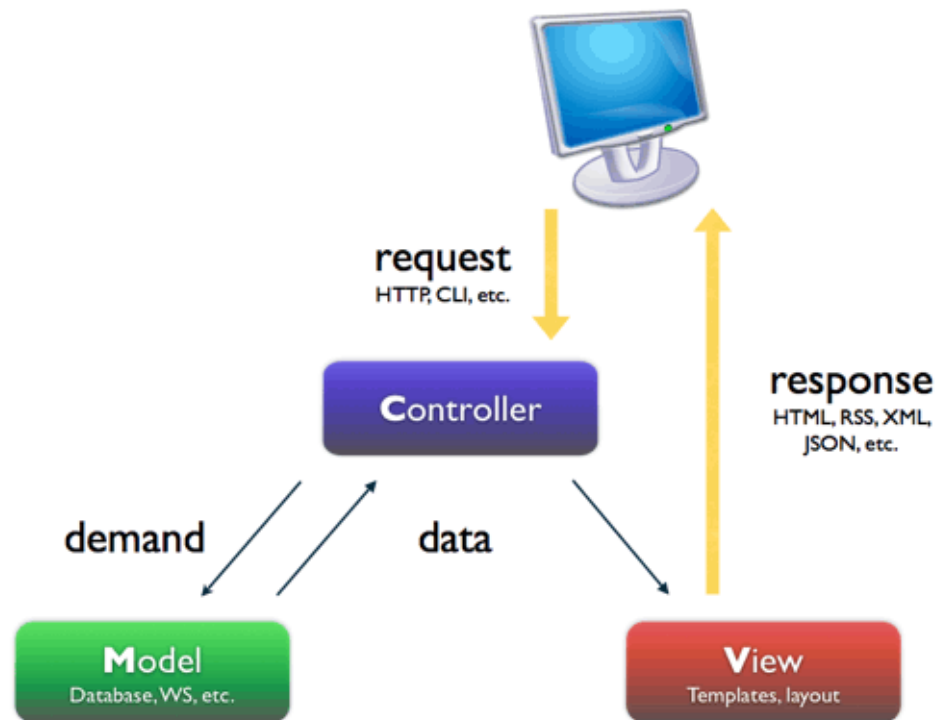 request
HTTP, CLI, etc.
Controller
response
HTML, RSS, XML,
JSON, etc.
demand
data
Model
Database, WS, etc.
View
Templates, layout